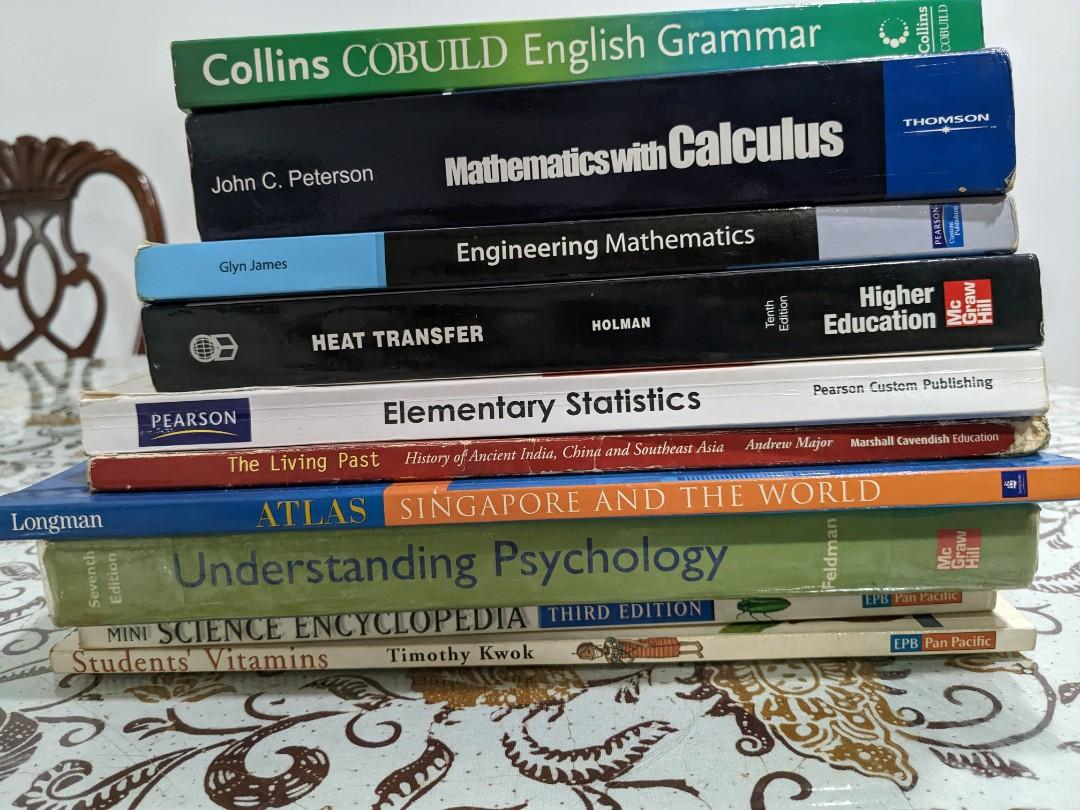 Collins COBUILD English Grammar
Collins
COBUILD
John C. Peterson
Mathematics with Calculus
THOMSON
Glyn James
Engineering Mathematics
PEARSON
Custom
Publishing
HEAT TRANSFER
HOLMAN
Tenth
Edition
Higher
Education
Mc
Graw
Hill
PEARSON
Elementary Statistics
Pearson Custom Publishing
The Living Past
History of Ancient India, China and Southeast Asia
Andrew Major
Marshall Cavendish Education
Longman
ATLAS SINGAPORE AND THE WORLD
Seventh
Edition
Understanding Psychology
Feldman
Mc
Graw
Hill
MINI SCIENCE ENCYCLOPEDIA THIRD EDITION
EPB Pan Pacific
Students' Vitamins
Timothy Kwok
EPB Pan Pacific